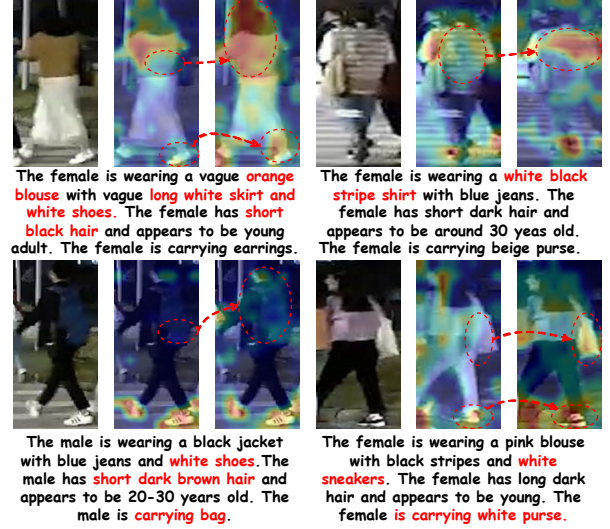 The female is wearing a vague orange
blouse with vague long white skirt and
white shoes. The female has short
black hair and appears to be young
adult. The female is carrying earrings.
The female is wearing a white black
stripe shirt with blue jeans. The
female has short dark hair and
appears to be around 30 yeas old.
The female is carrying beige purse.
The male is wearing a black jacket
with blue jeans and white shoes.The
male has short dark brown hair and
appears to be 20-30 years old. The
male is carrying bag.
The female is wearing a pink blouse
with black stripes and white
sneakers. The female has long dark
hair and appears to be young. The
female is carrying white purse.